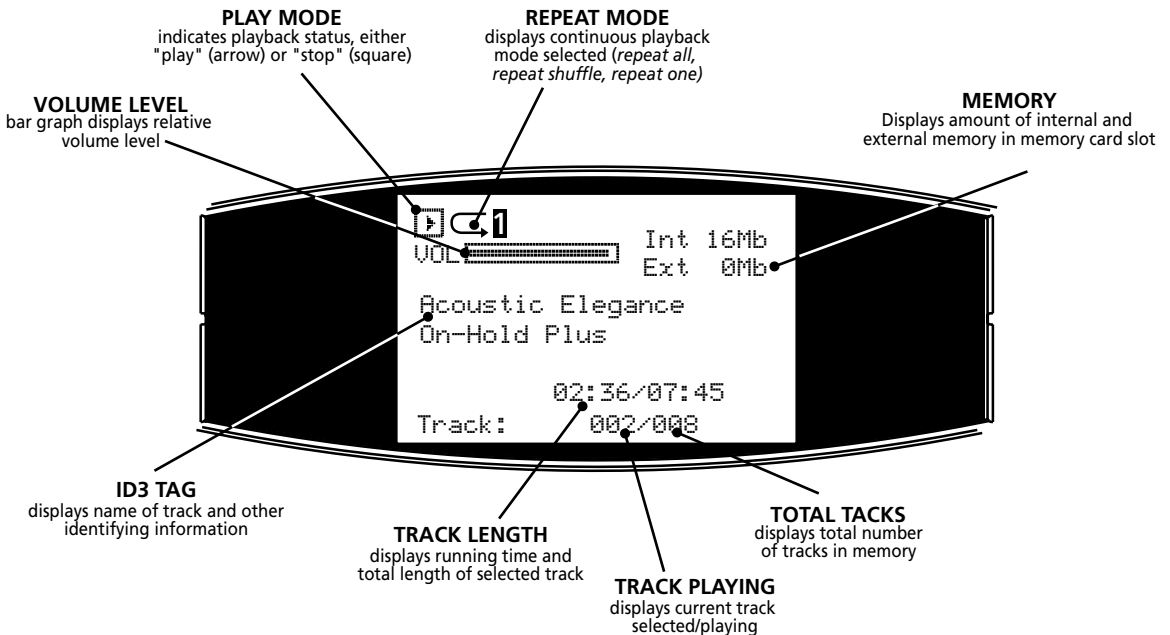 PLAY MODE
indicates playback status, either
"play" (arrow) or "stop" (square)
REPEAT MODE
displays continuous playback
mode selected (repeat all,
repeat shuffle, repeat one)
VOLUME LEVEL
bar graph displays relative
volume level
MEMORY
Displays amount of internal and
external memory in memory card slot
1
VOL
Int 16Mb
Ext 0Mb
Acoustic Elegance
On-Hold Plus
02:36/07:45
Track: 002/008
ID3 TAG
displays name of track and other
identifying information
TRACK LENGTH
displays running time and
total length of selected track
TRACK PLAYING
displays current track
selected/playing
TOTAL TACKS
displays total number
of tracks in memory